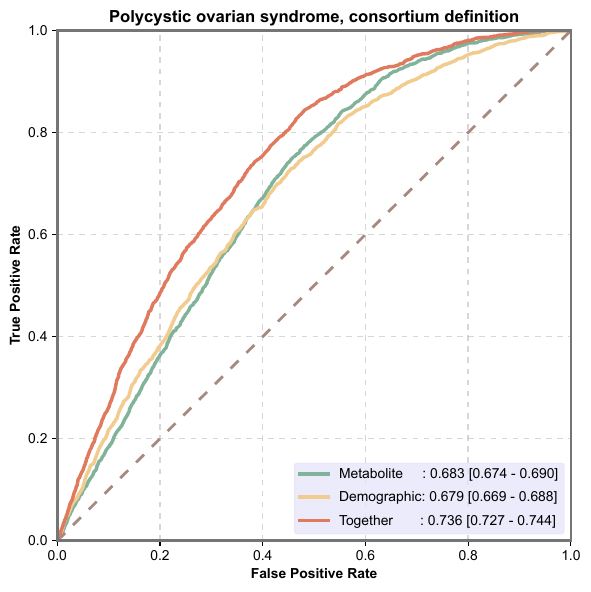 Polycystic ovarian syndrome, consortium definition
1.0
0.8
0.6
0.4
0.2
0.0
True Positive Rate
Metabolite : 0.683 [0.674 - 0.690]
Demographic: 0.679 [0.669 - 0.688]
Together : 0.736 [0.727 - 0.744]
0.0 0.2 0.4 0.6 0.8 1.0
False Positive Rate